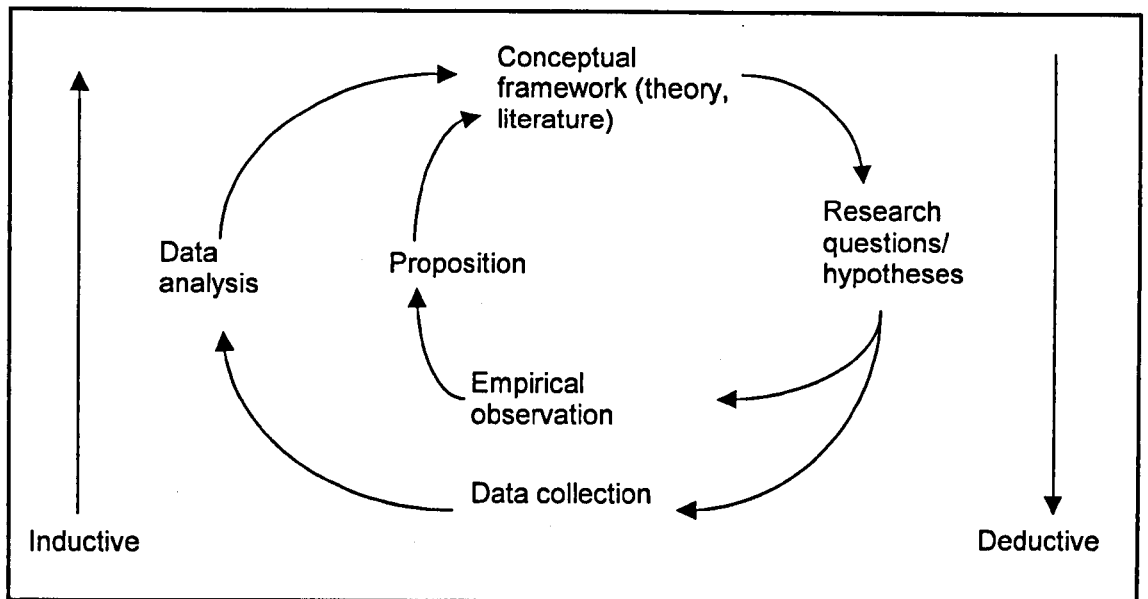 Conceptual
framework (theory,
literature)
Research
questions/
hypotheses
Data
analysis
Proposition
Empirical
observation
Data collection
Inductive
Deductive